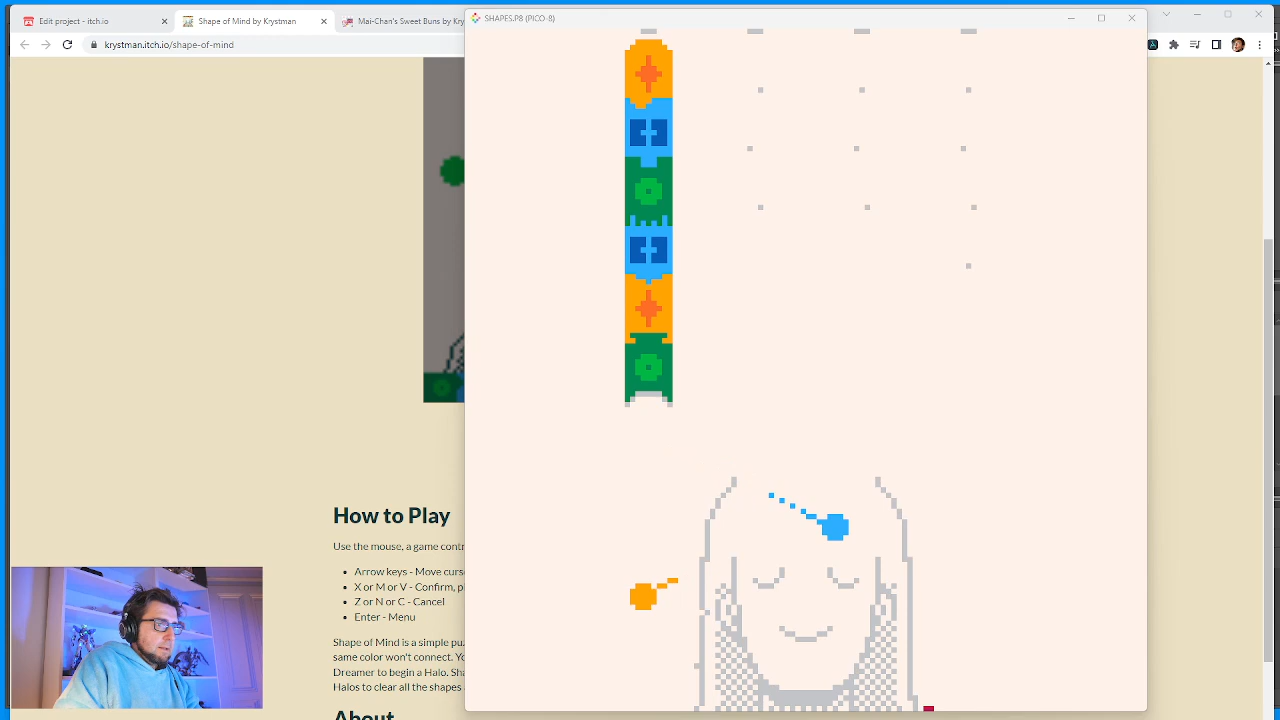 Edit project - itch.io
Shape of Mind by Krystman
Mai-Chan's Sweet Buns by Kry
SHAPES.P8 (PICO-8)
krystman.itch.io/shape-of-mind
How to Play
Use the mouse, a game contr
Arrow keys - Move curs
X or M or V - Confirm, p
Z or N or C - Cancel
Enter - Menu
Shape of Mind is a simple puz
same color won't connect. Yo
Dreamer to begin a Halo. Sha
Halos to clear all the shapes
About